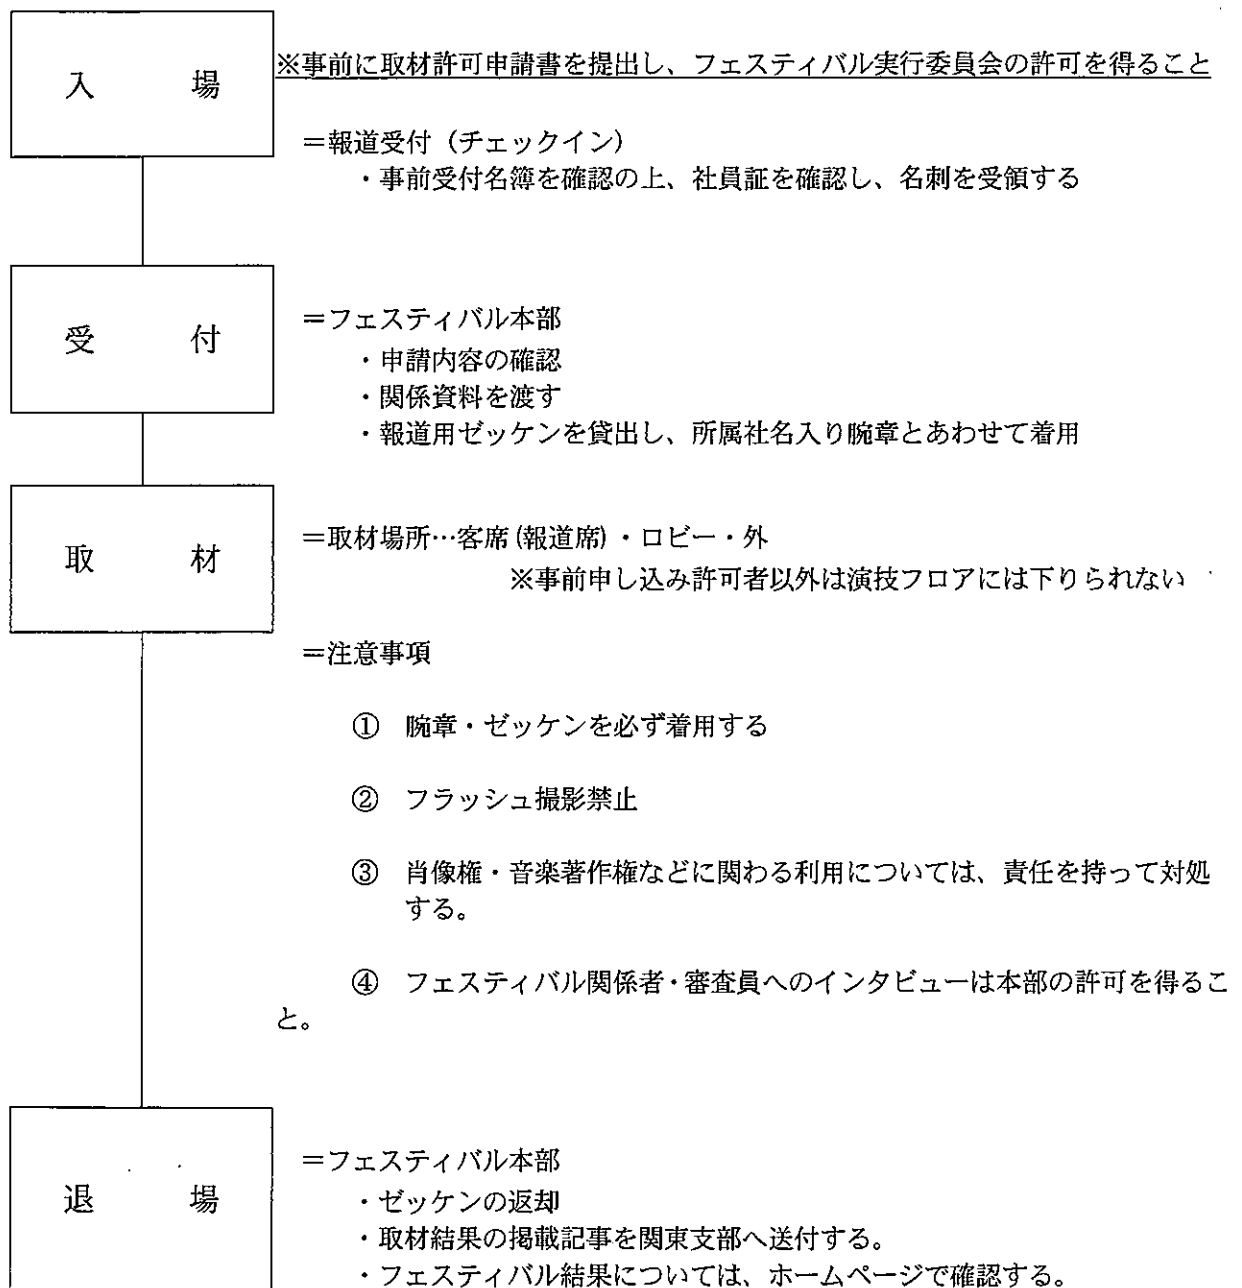 入　　　場
※事前に取材許可申請書を提出し、フェスティバル実行委員会の許可を得ること
＝報道受付（チェックイン）
・事前受付名簿を確認の上、社員証を確認し、名刺を受領する
受　　　付
＝フェスティバル本部
・申請内容の確認
・関係資料を渡す
・報道用ゼッケンを貸出し、所属社名入り腕章とあわせて着用
取　　　材
＝取材場所…客席(報道席)・ロビー・外
※事前申し込み許可者以外は演技フロアには下りられない
＝注意事項
①　腕章・ゼッケンを必ず着用する
②　フラッシュ撮影禁止
③　肖像権・音楽著作権などに関わる利用については、責任を持って対処
する。
④　フェスティバル関係者・審査員へのインタビューは本部の許可を得るこ
と。
退　　　場
＝フェスティバル本部
・ゼッケンの返却
・取材結果の掲載記事を関東支部へ送付する。
・フェスティバル結果については、ホームページで確認する。